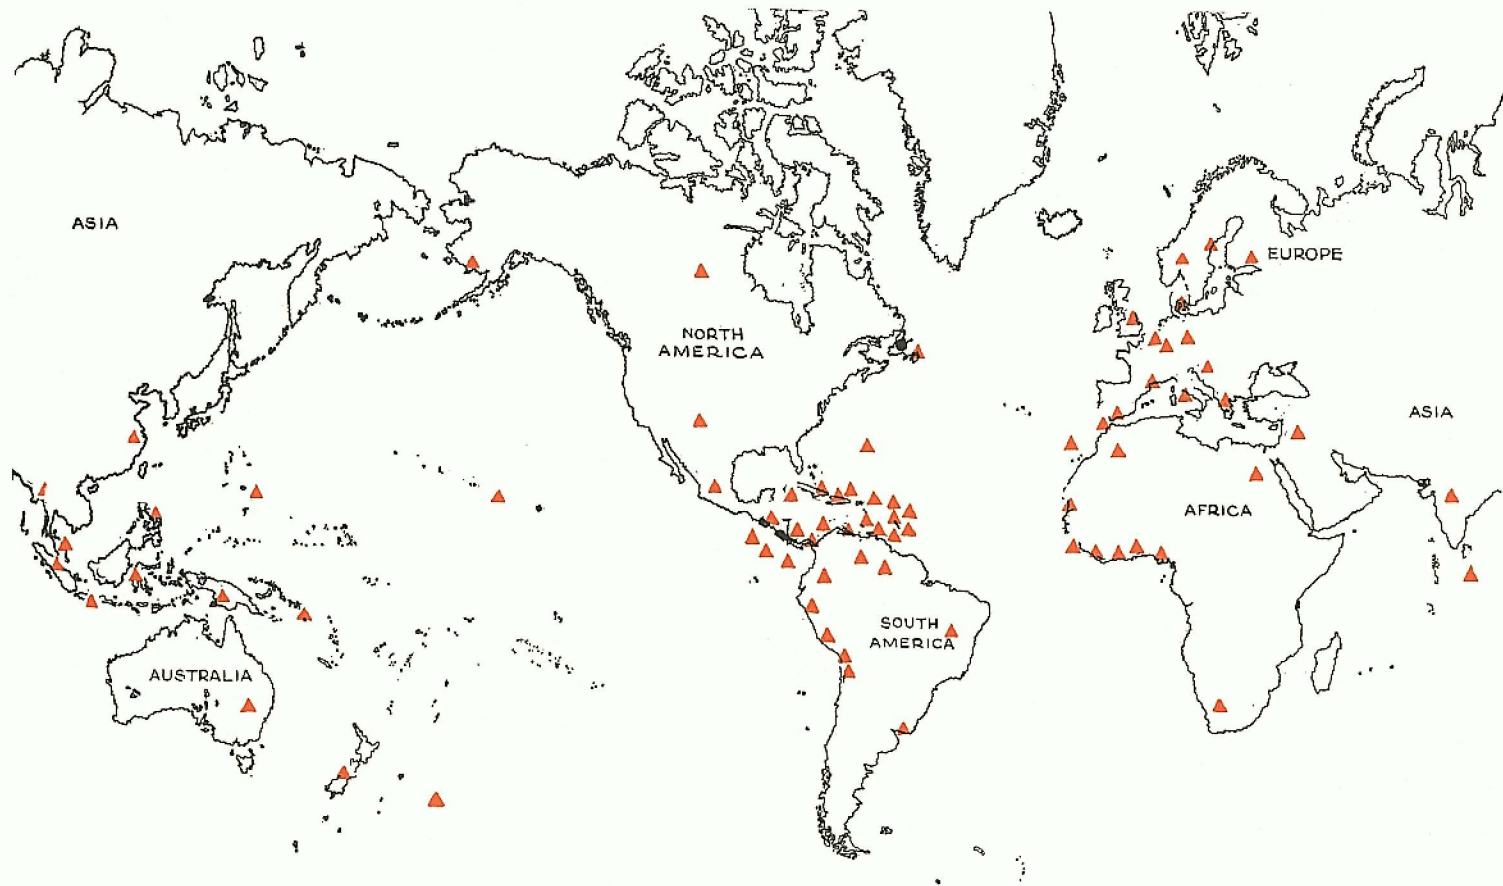 ASIA
EUROPE
NORTH
AMERICA
ASIA
AFRICA
SOUTH
AMERICA
AUSTRALIA